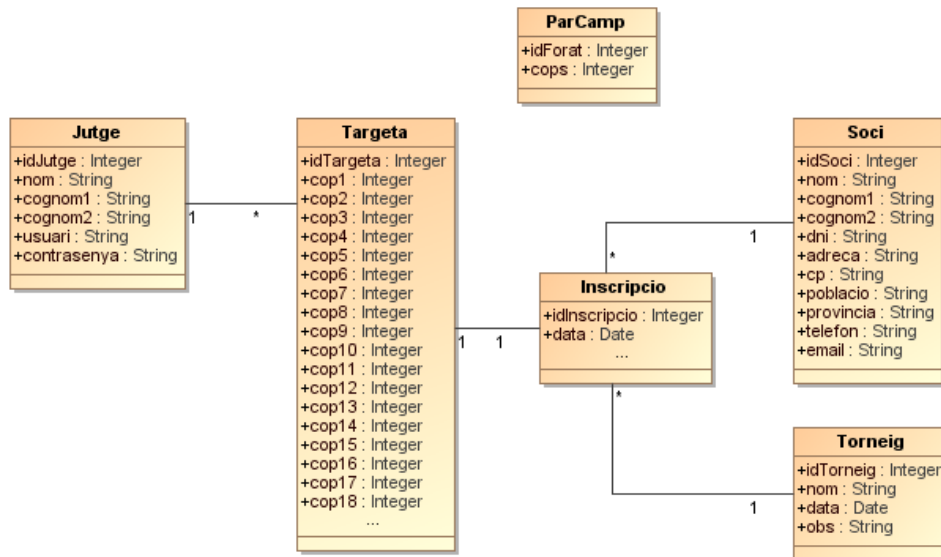 ParCamp
+idForat : Integer
+cops : Integer
Jutge
+idJutge : Integer
+nom : String
+cognom1 : String
+cognom2 : String
+usuari : String
+contrasenya : String
1
*
Targeta
+idTargeta : Integer
+cop1 : Integer
+cop2 : Integer
+cop3 : Integer
+cop4 : Integer
+cop5 : Integer
+cop6 : Integer
+cop7 : Integer
+cop8 : Integer
+cop9 : Integer
+cop10 : Integer
+cop11 : Integer
+cop12 : Integer
+cop13 : Integer
+cop14 : Integer
+cop15 : Integer
+cop16 : Integer
+cop17 : Integer
+cop18 : Integer
...
1
1
Inscripcio
+idInscripcio : Integer
+data : Date
...
*
1
*
1
Soci
+idSoci : Integer
+nom : String
+cognom1 : String
+cognom2 : String
+dni : String
+adreca : String
+cp : String
+poblacio : String
+provincia : String
+telefon : String
+email : String
Torneig
+idTorneig : Integer
+nom : String
+data : Date
+obs : String